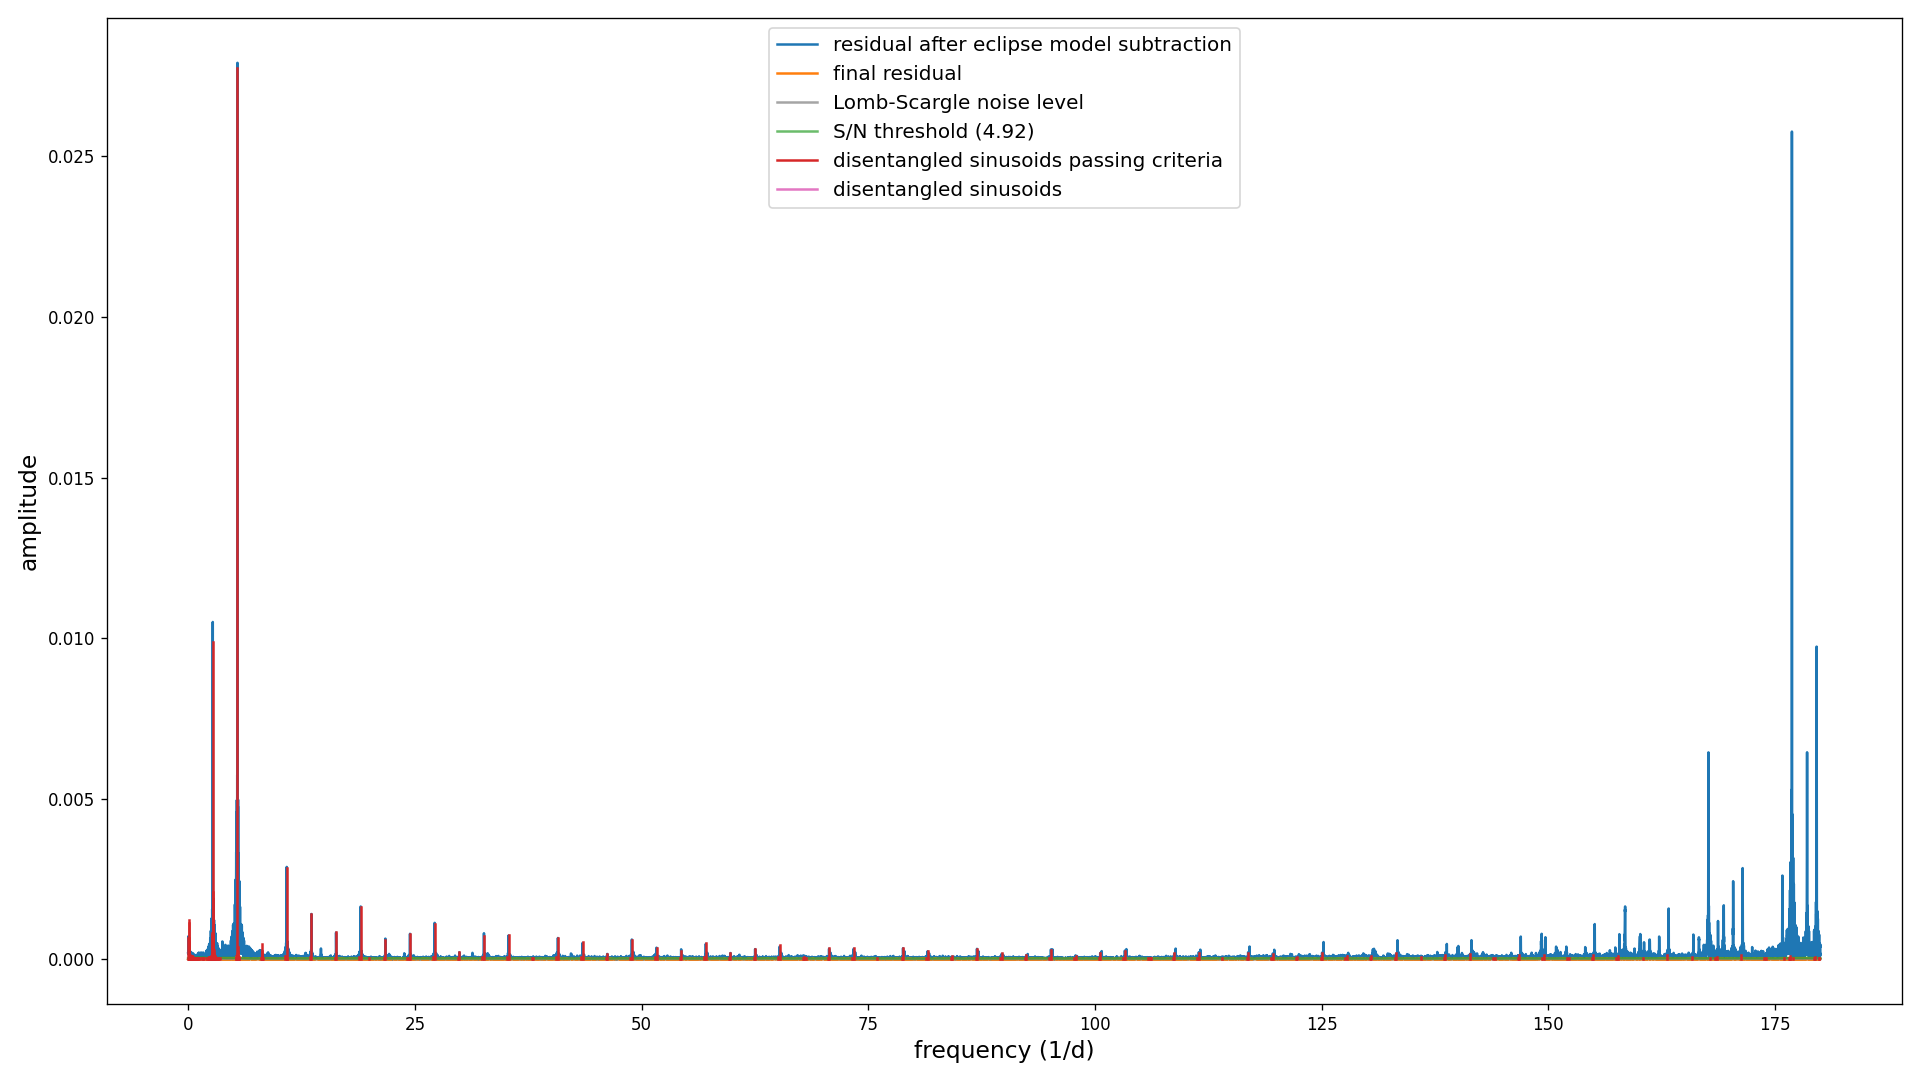 residual after eclipse model subtraction
final residual
Lomb-Scargle noise level
S/N threshold (4.92)
disentangled sinusoids passing criteria
disentangled sinusoids
0.025
0.020
0.015
0.010
0.005
0.000
amplitude
0 25 50 75 100 125 150 175
frequency (1/d)